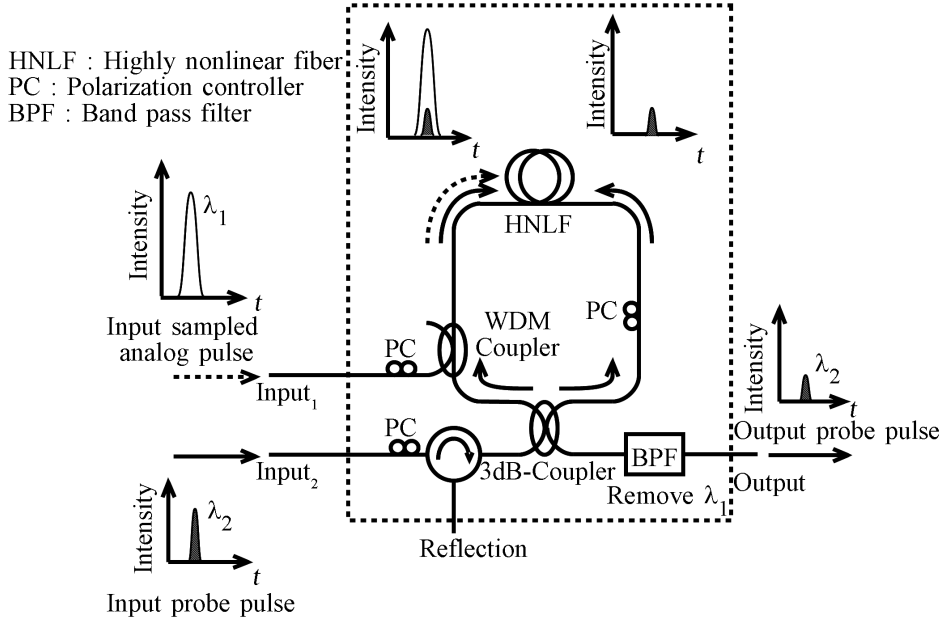 HNLF : Highly nonlinear fiber
PC : Polarization controller
BPF : Band pass filter
Intensity
t
Intensity
t
HNLF
Intensity
λ1
t
Input sampled
analog pulse
PC
Input1
WDM
Coupler
PC
Intensity
λ2
t
Output probe pulse
PC
Input2
3dB-Coupler
BPF
Remove λ1
Output
Reflection
Intensity
λ2
t
Input probe pulse